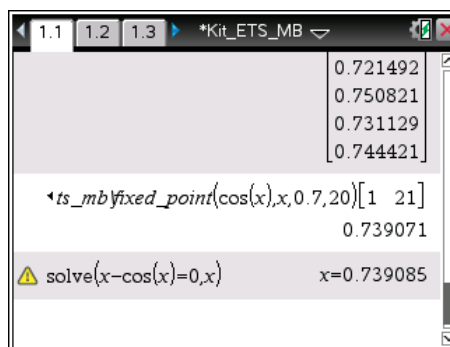 1.1 1.2 1.3 *Kit_ETS_MB
0.721492
0.750821
0.731129
0.744421
ts_mb\fixed_point(cos(x),x,0.7,20)[1 21]
0.739071
solve(x−cos(x)=0,x) x=0.739085